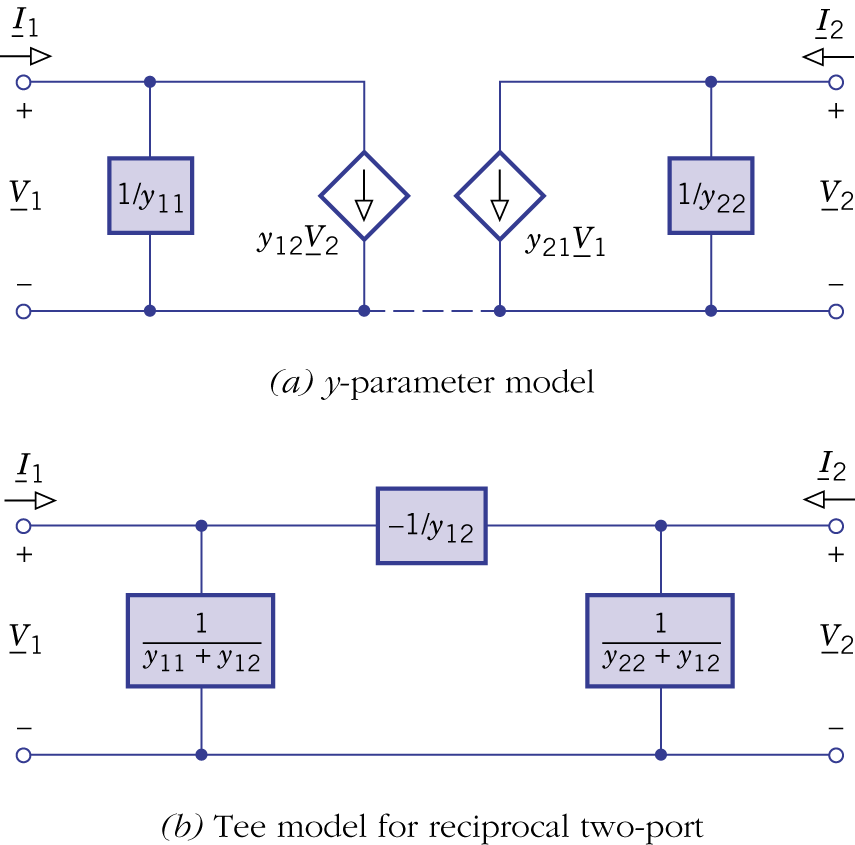 I1 I2
+ +
V1 1/y11 1/y22 V2
y12V2 y21V1
– –
(a) y-parameter model
I1 I2
–1/y12
+ +
V1 1/(y11 + y12) 1/(y22 + y12) V2
– –
(b) Tee model for reciprocal two-port